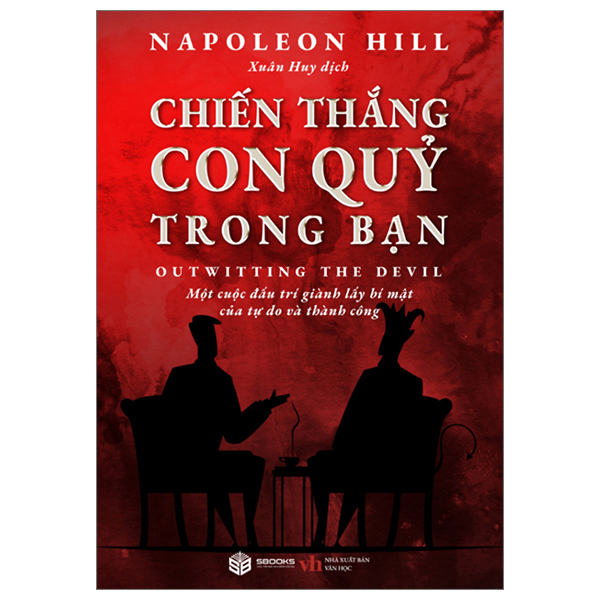 NAPOLEON HILL
Xuân Huy dịch
CHIẾN THẮNG
CON QUỶ
TRONG BẠN
OUTWITTING THE DEVIL
Một cuộc đấu trí giành lấy bí mật
của tự do và thành công
SBOOKS
vh NHÀ XUẤT BẢN
VĂN HỌC